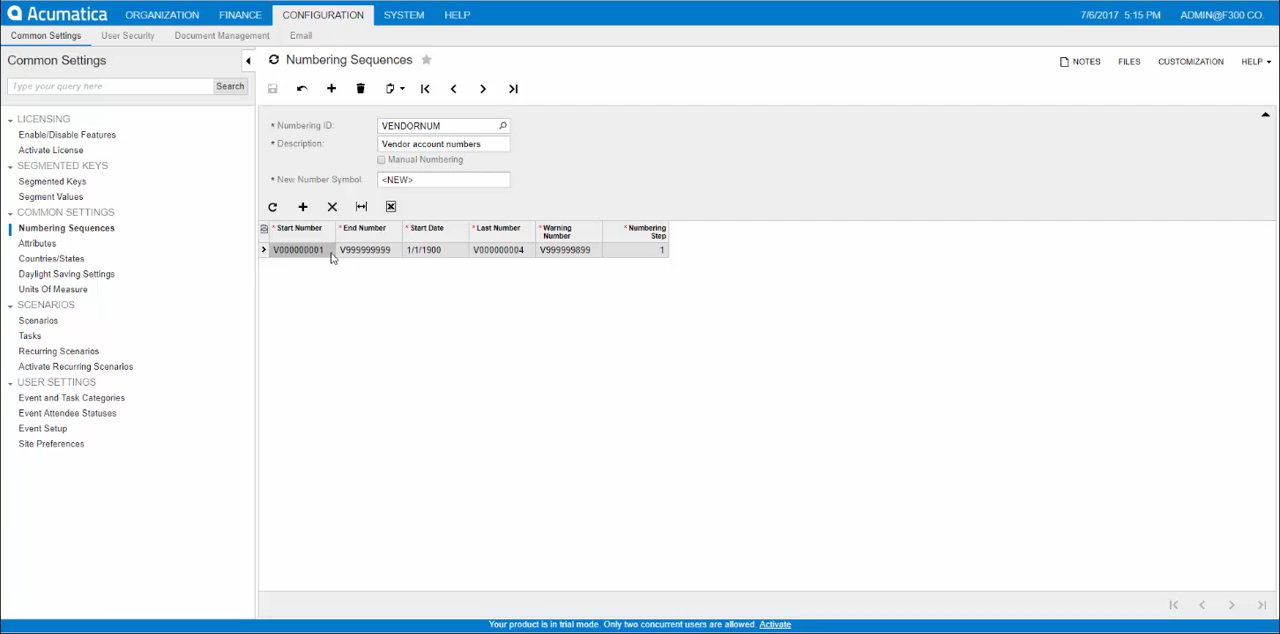 Acumatica ORGANIZATION FINANCE CONFIGURATION SYSTEM HELP 7/6/2017 5:15 PM ADMIN@F300 CO.
Common Settings User Security Document Management Email
Common Settings
Type your query here Search
LICENSING
Enable/Disable Features
Activate License
SEGMENTED KEYS
Segmented Keys
Segment Values
COMMON SETTINGS
Numbering Sequences
Attributes
Countries/States
Daylight Saving Settings
Units Of Measure
SCENARIOS
Scenarios
Tasks
Recurring Scenarios
Activate Recurring Scenarios
USER SETTINGS
Event and Task Categories
Event Attendee Statuses
Event Setup
Site Preferences
Numbering Sequences
NOTES FILES CUSTOMIZATION HELP
* Numbering ID: VENDORNUM
* Description: Vendor account numbers
Manual Numbering
* New Number Symbol: <NEW>
* Start Number * End Number * Start Date * Last Number * Warning Number * Numbering Step
V000000001 V999999999 1/1/1900 V000000004 V999999899 1
Your product is in trial mode. Only two concurrent users are allowed. Activate